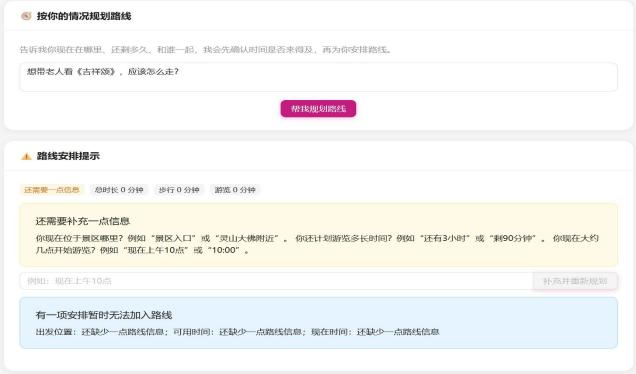 按你的情况规划路线
告诉我你现在在哪里、还剩多久、和谁一起，我会先确认时间是否来得及，再为你安排路线。
想带老人看《吉祥颂》，应该怎么走？
帮我规划路线
路线安排提示
还需要一点信息 总时长 0 分钟 步行 0 分钟 游览 0 分钟
还需要补充一点信息
你现在位于景区哪里？例如“景区入口”或“灵山大佛附近”。 你还计划游览多长时间？例如“还有3小时”或“剩90分钟”。 你现在大约
几点开始游览？例如“现在上午10点”或“10:00”。
例如：现在上午10点 补充并重新规划
有一项安排暂时无法加入路线
出发位置：还缺少一点路线信息；可用时间：还缺少一点路线信息；现在时间：还缺少一点路线信息